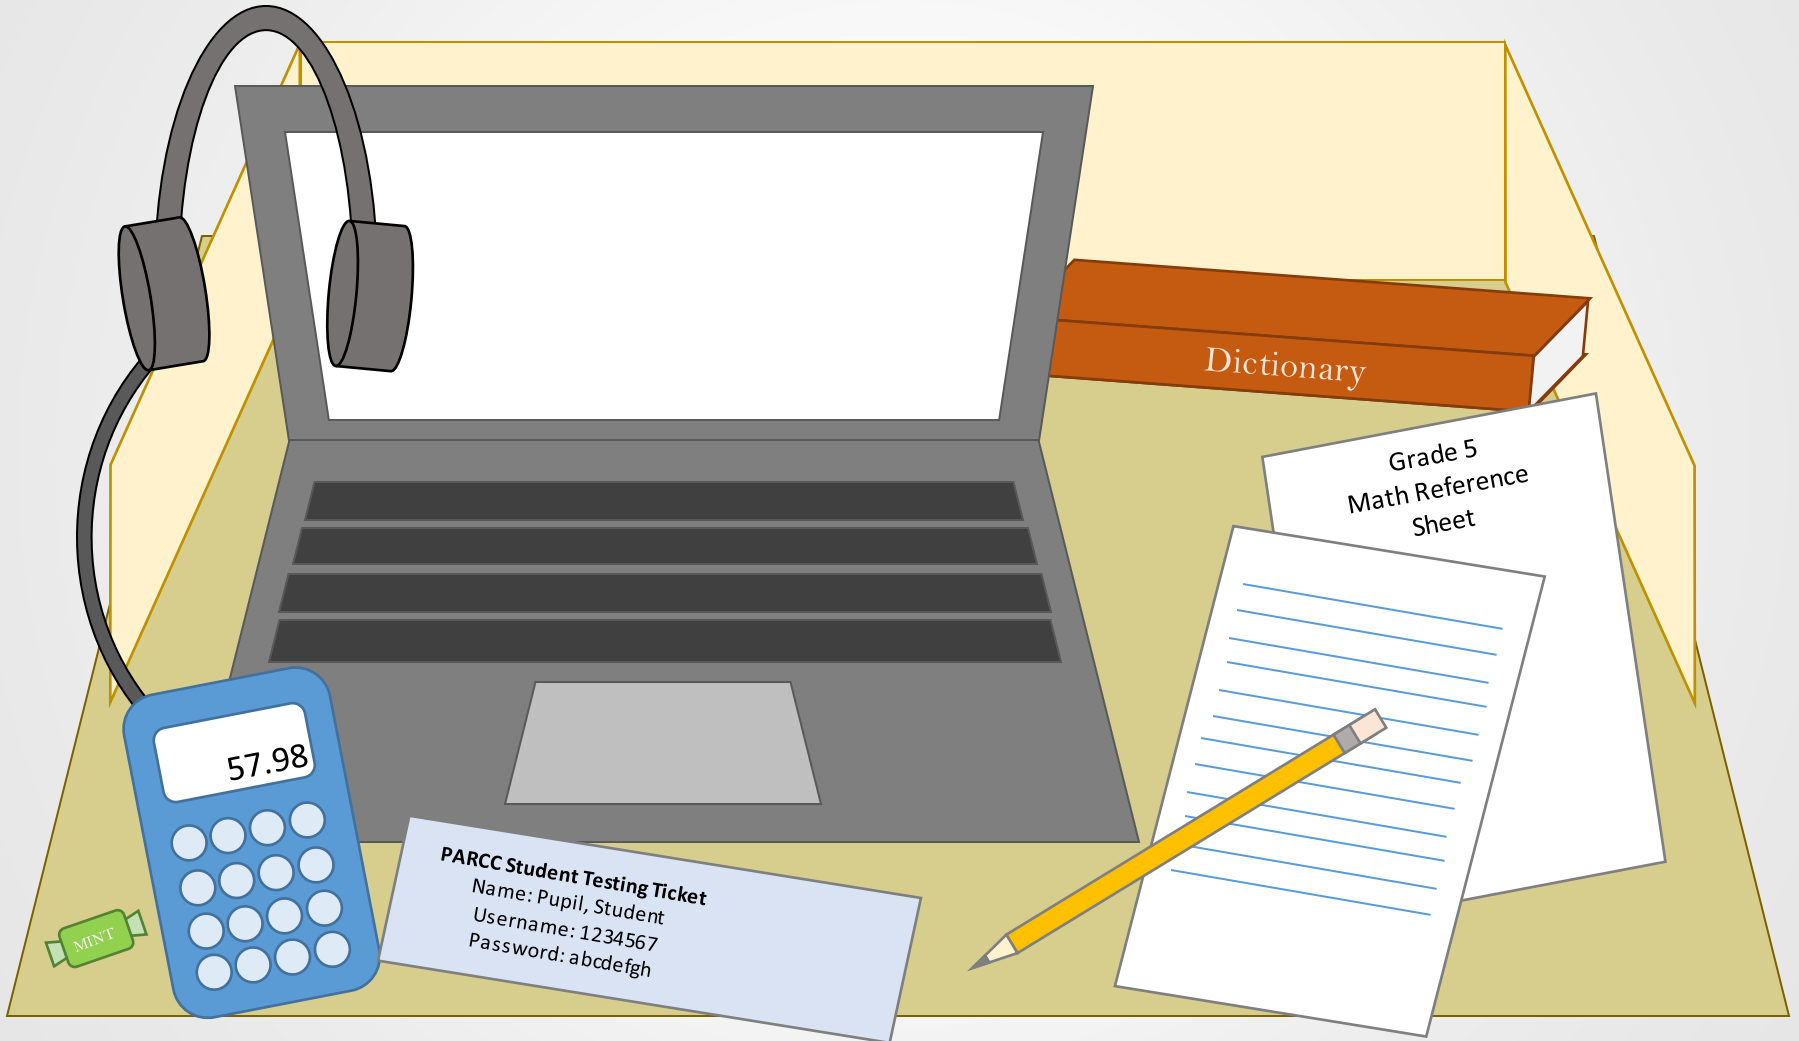 Dictionary
Grade 5
Math Reference
Sheet
57.98
PARCC Student Testing Ticket
Name: Pupil, Student
Username: 1234567
Password: abcdefgh
MINT